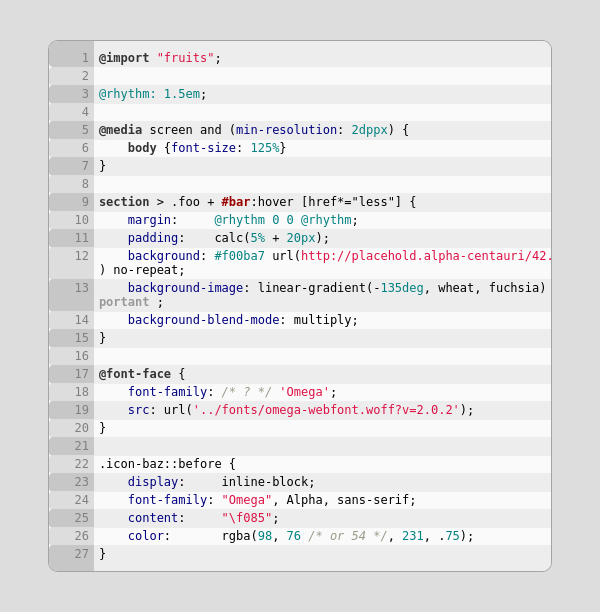 1 @import "fruits";
2
3 @rhythm: 1.5em;
4
5 @media screen and (min-resolution: 2dppx) {
6     body {font-size: 125%}
7 }
8
9 section > .foo + #bar:hover [href*="less"] {
10     margin:     @rhythm 0 0 @rhythm;
11     padding:    calc(5% + 20px);
12     background: #f00ba7 url(http://placehold.alpha-centauri/42.
) no-repeat;
13     background-image: linear-gradient(-135deg, wheat, fuchsia)
portant ;
14     background-blend-mode: multiply;
15 }
16
17 @font-face {
18     font-family: /* ? */ 'Omega';
19     src: url('../fonts/omega-webfont.woff?v=2.0.2');
20 }
21
22 .icon-baz::before {
23     display:     inline-block;
24     font-family: "Omega", Alpha, sans-serif;
25     content:     "\f085";
26     color:       rgba(98, 76 /* or 54 */, 231, .75);
27 }